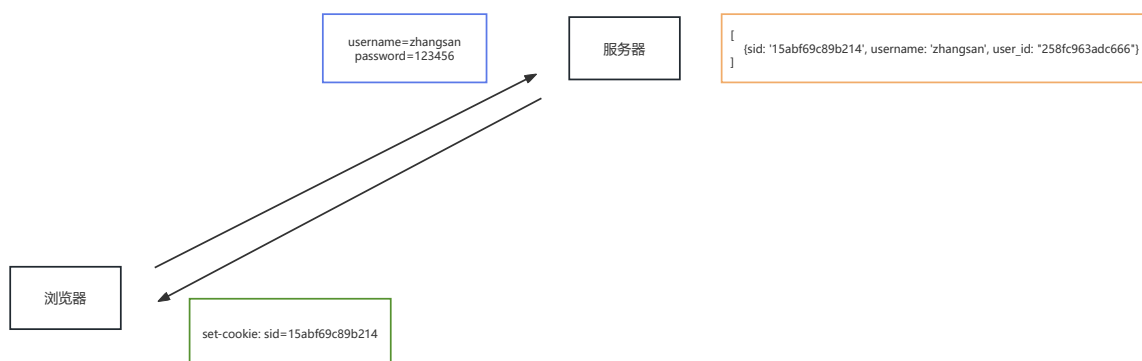 username=zhangsan
password=123456
服务器
[
{sid: '15abf69c89b214', username: 'zhangsan', user_id: "258fc963adc666"}
]
浏览器
set-cookie: sid=15abf69c89b214